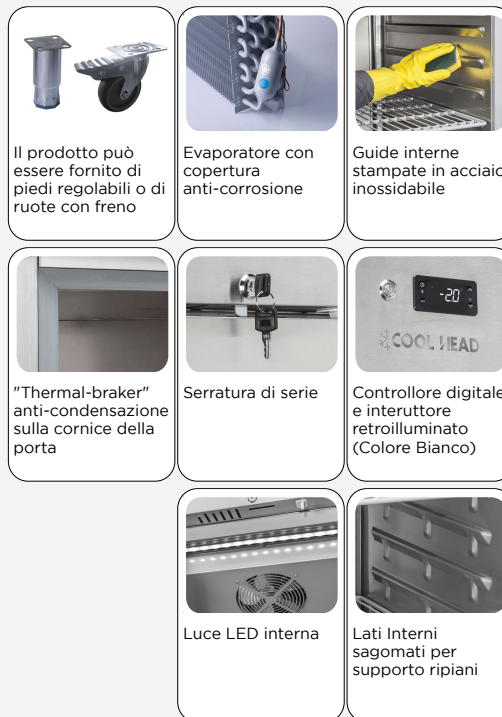 Il prodotto può
essere fornito di
piedi regolabili o di
ruote con freno
Evaporatore con
copertura
anti-corrosione
Guide interne
stampate in acciaio
inossidabile
"Thermal-braker"
anti-condensazione
sulla cornice della
porta
Serratura di serie
-2.0
COOL HEAD
Controllore digitale
e interuttore
retroilluminato
(Colore Bianco)
Luce LED interna
Lati Interni
sagomati per
supporto ripiani